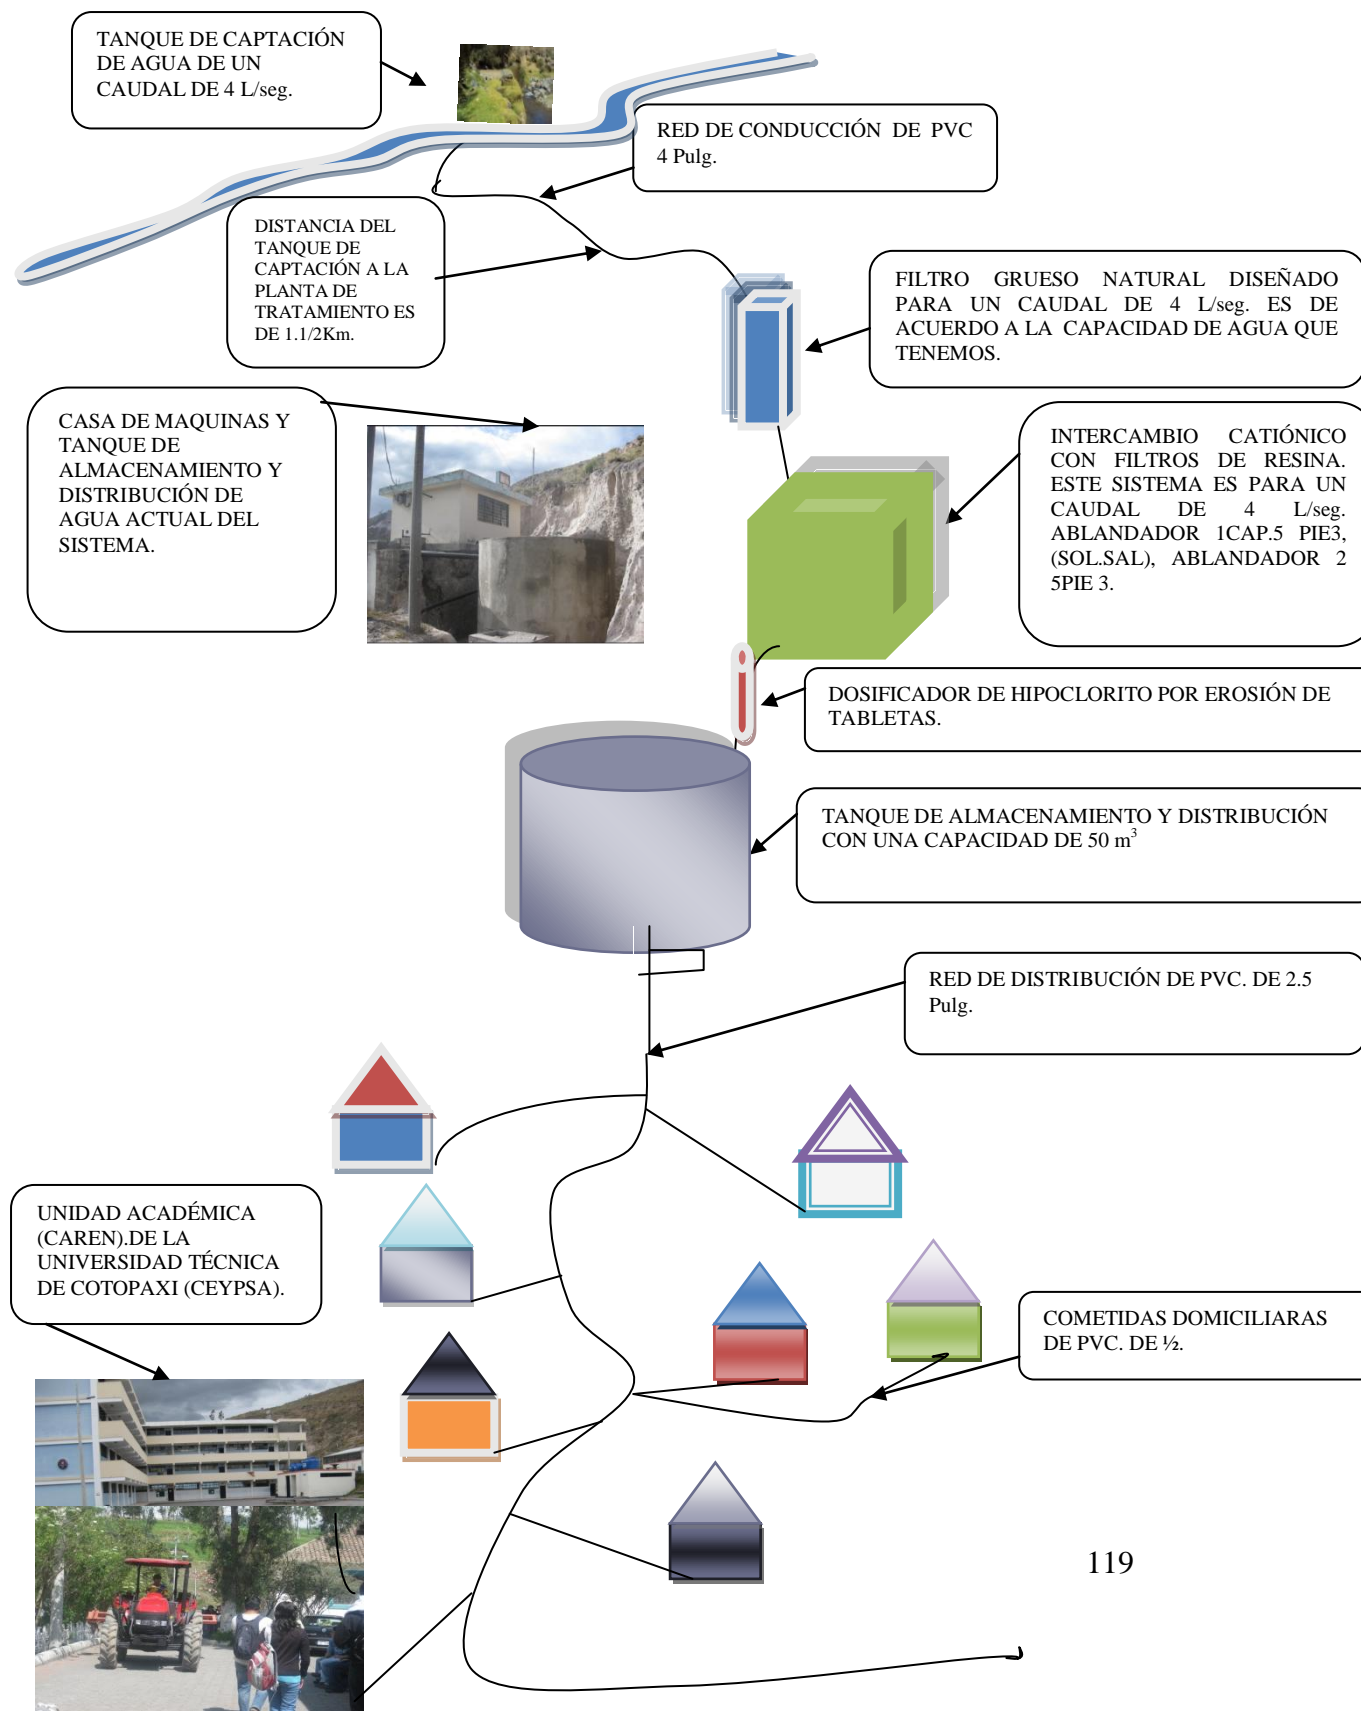 TANQUE DE CAPTACIÓN
DE AGUA DE UN
CAUDAL DE 4 L/seg.
RED DE CONDUCCIÓN DE PVC
4 Pulg.
DISTANCIA DEL
TANQUE DE
CAPTACIÓN A LA
PLANTA DE
TRATAMIENTO ES
DE 1.1/2Km.
FILTRO GRUESO NATURAL DISEÑADO
PARA UN CAUDAL DE 4 L/seg. ES DE
ACUERDO A LA CAPACIDAD DE AGUA QUE
TENEMOS.
CASA DE MAQUINAS Y
TANQUE DE
ALMACENAMIENTO Y
DISTRIBUCIÓN DE
AGUA ACTUAL DEL
SISTEMA.
INTERCAMBIO CATIÓNICO
CON FILTROS DE RESINA.
ESTE SISTEMA ES PARA UN
CAUDAL DE 4 L/seg.
ABLANDADOR 1CAP.5 PIE3,
(SOL.SAL), ABLANDADOR 2
5PIE 3.
DOSIFICADOR DE HIPOCLORITO POR EROSIÓN DE
TABLETAS.
TANQUE DE ALMACENAMIENTO Y DISTRIBUCIÓN
CON UNA CAPACIDAD DE 50 m³
RED DE DISTRIBUCIÓN DE PVC. DE 2.5
Pulg.
UNIDAD ACADÉMICA
(CAREN).DE LA
UNIVERSIDAD TÉCNICA
DE COTOPAXI (CEYPSA).
COMETIDAS DOMICILIARAS
DE PVC. DE ½.
119